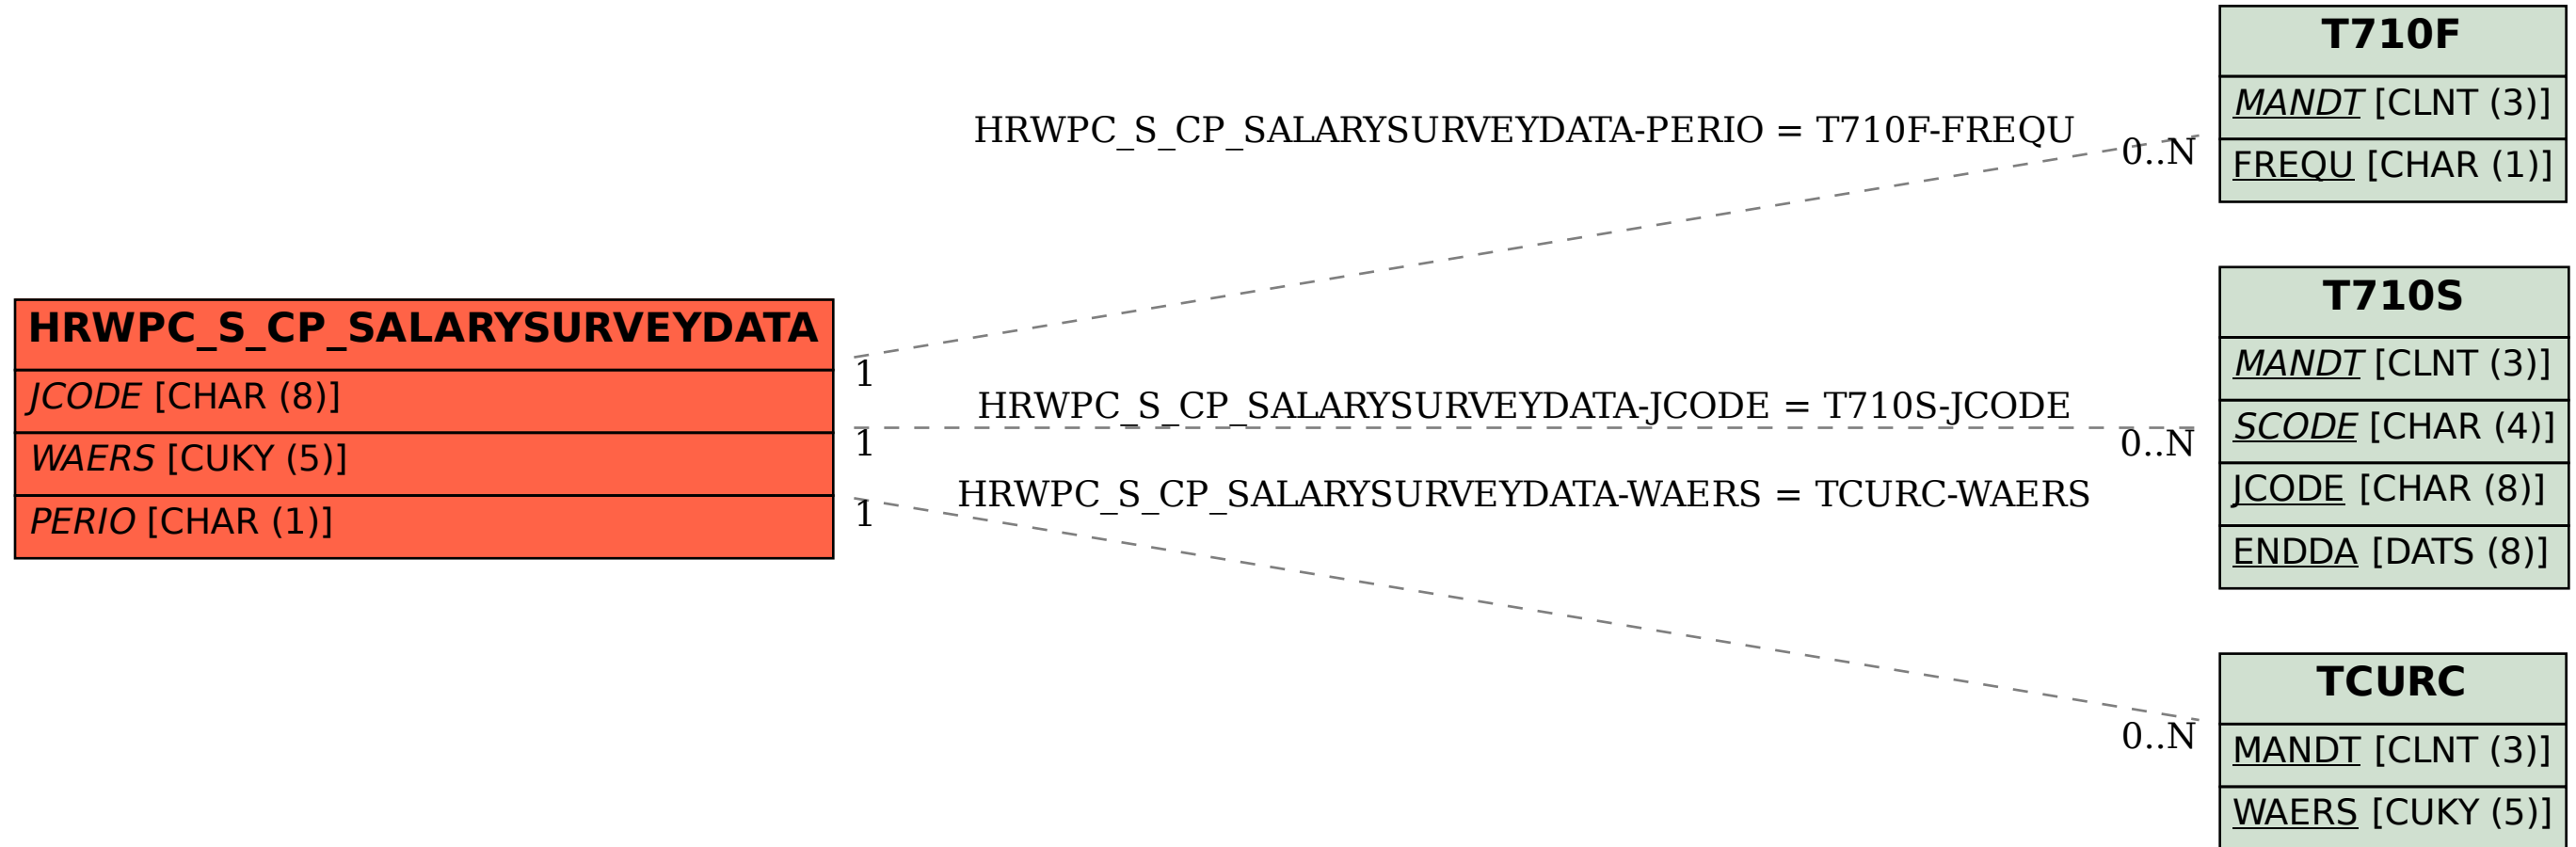 HRWPC_S_CP_SALARYSURVEYDATA
JCODE [CHAR (8)]
WAERS [CUKY (5)]
PERIO [CHAR (1)]
HRWPC_S_CP_SALARYSURVEYDATA-PERIO = T710F-FREQU
0..N
1
HRWPC_S_CP_SALARYSURVEYDATA-JCODE = T710S-JCODE
1
0..N
HRWPC_S_CP_SALARYSURVEYDATA-WAERS = TCURC-WAERS
1
0..N
T710F
MANDT [CLNT (3)]
FREQU [CHAR (1)]
T710S
MANDT [CLNT (3)]
SCODE [CHAR (4)]
JCODE [CHAR (8)]
ENDDA [DATS (8)]
TCURC
MANDT [CLNT (3)]
WAERS [CUKY (5)]